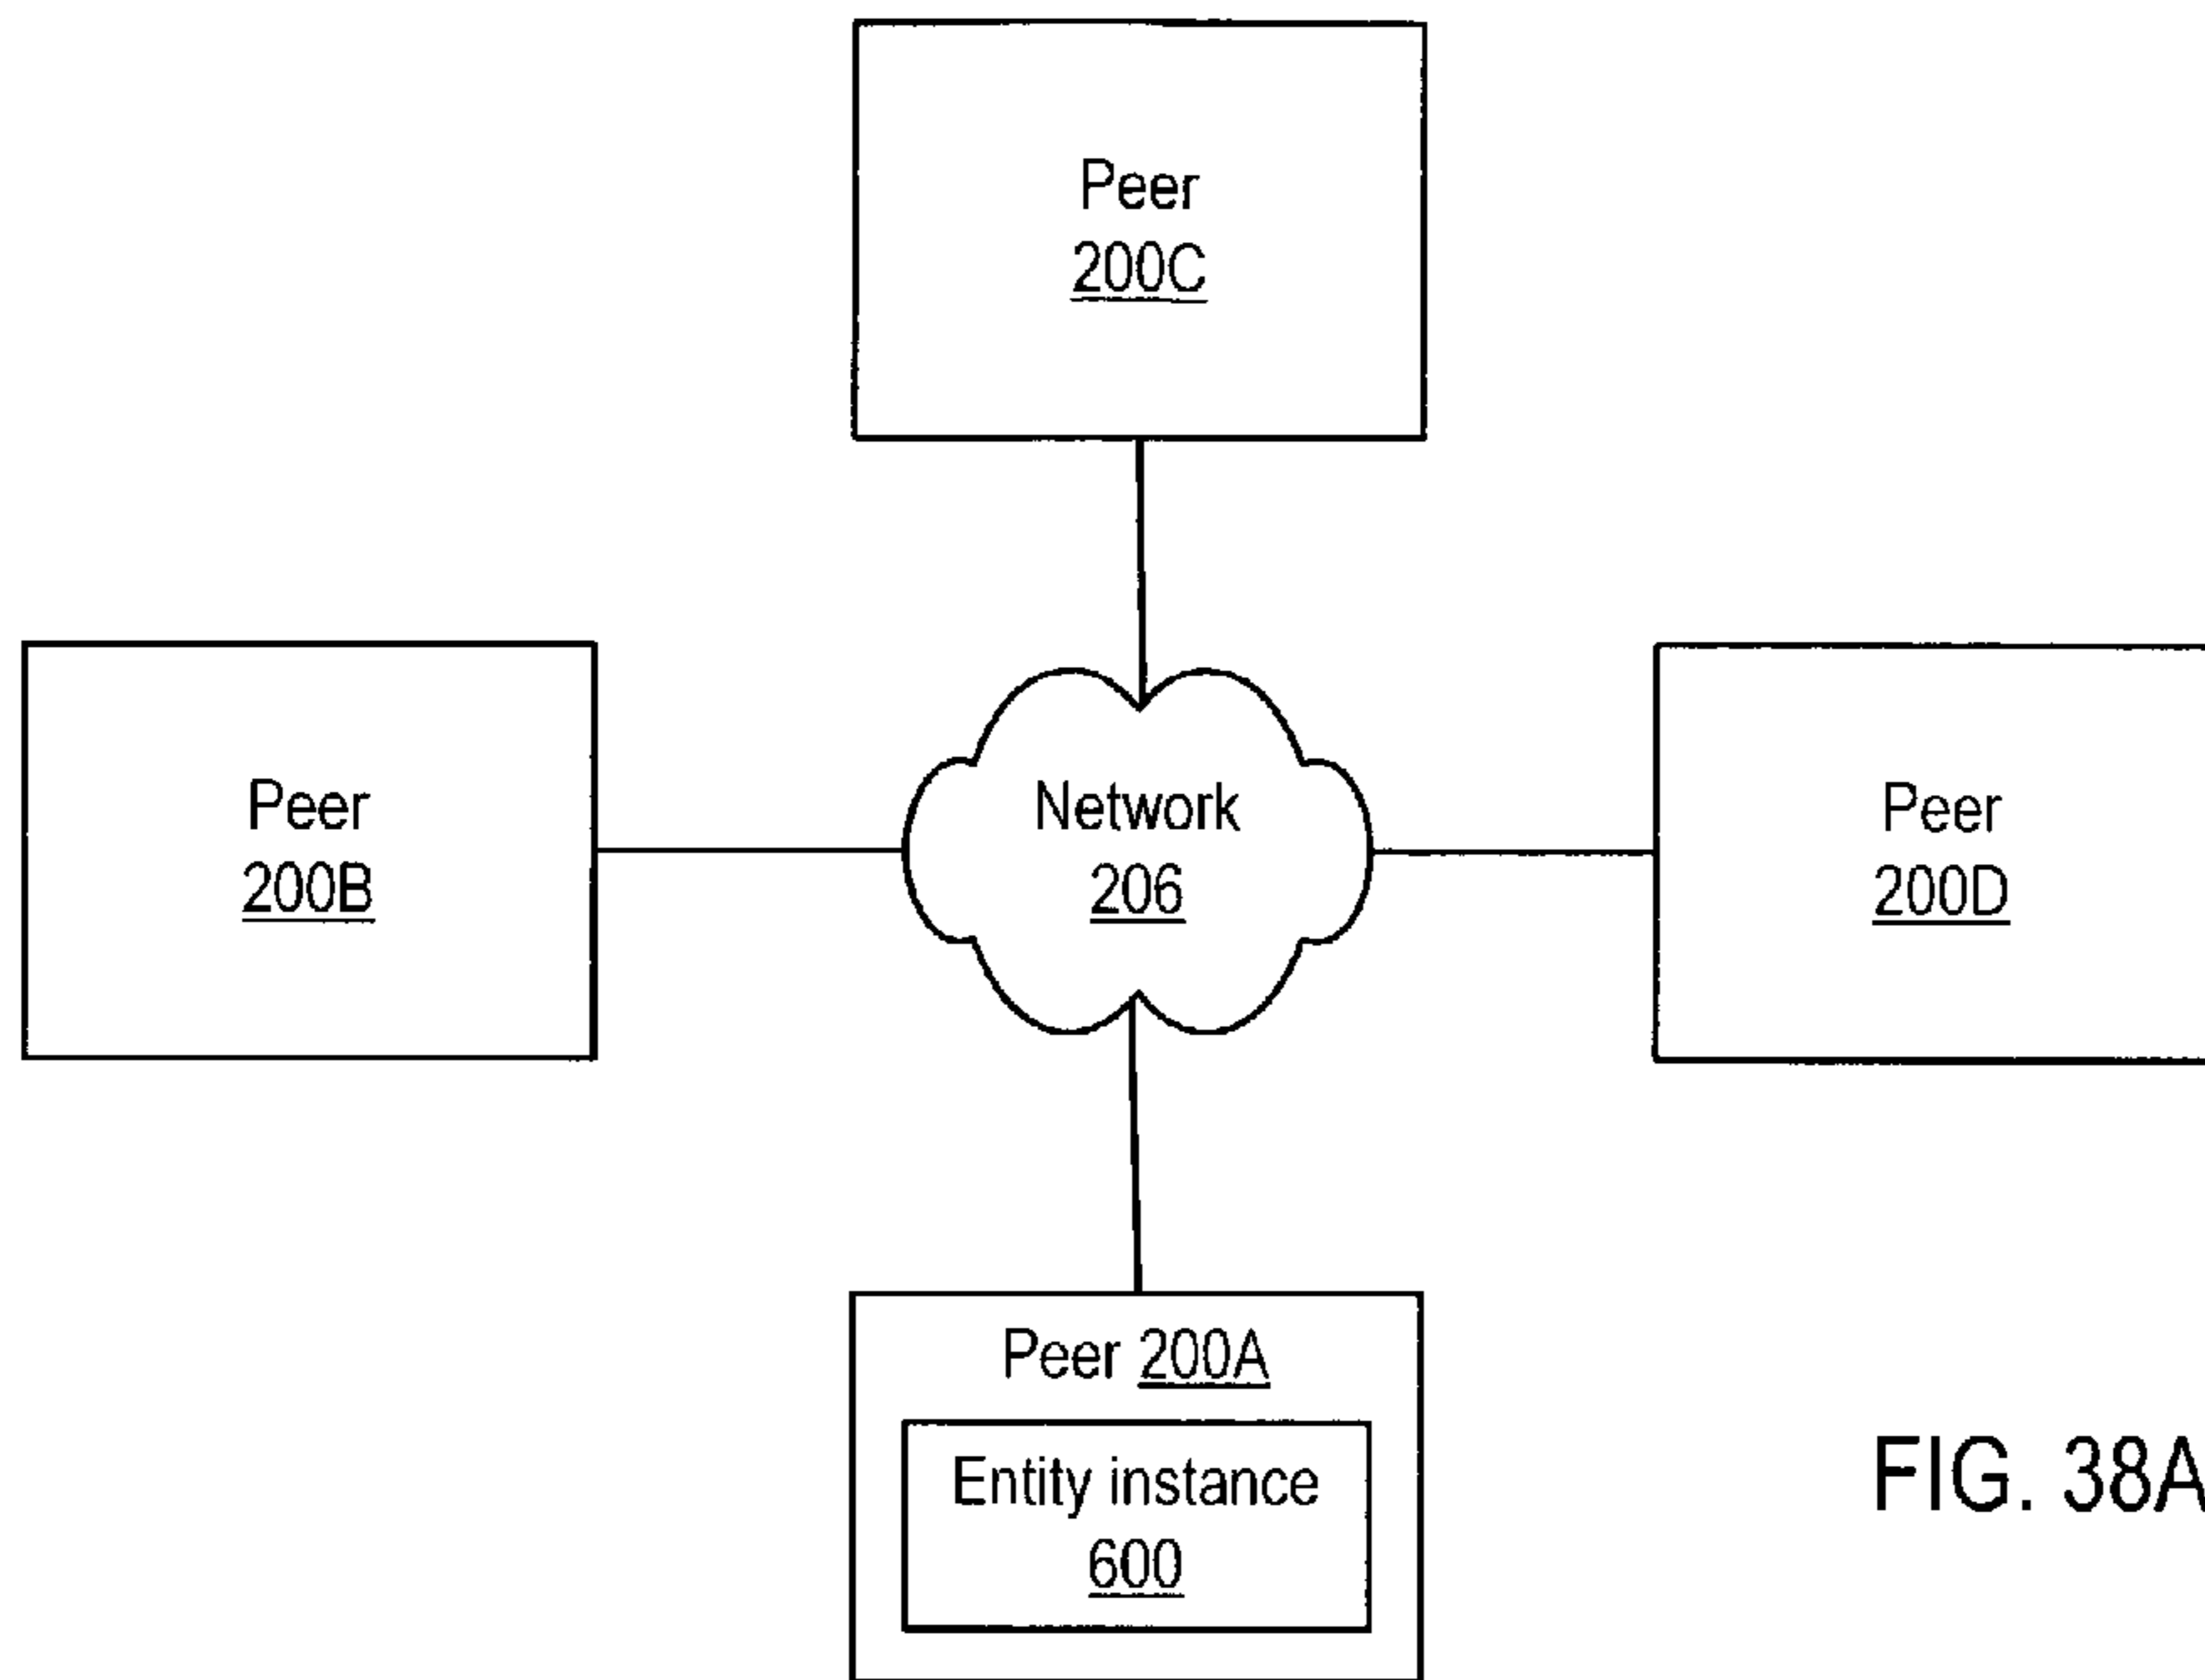 Peer
200C
Peer
200B
Network
206
Peer
200D
Peer 200A
Entity instance
600
FIG. 38A